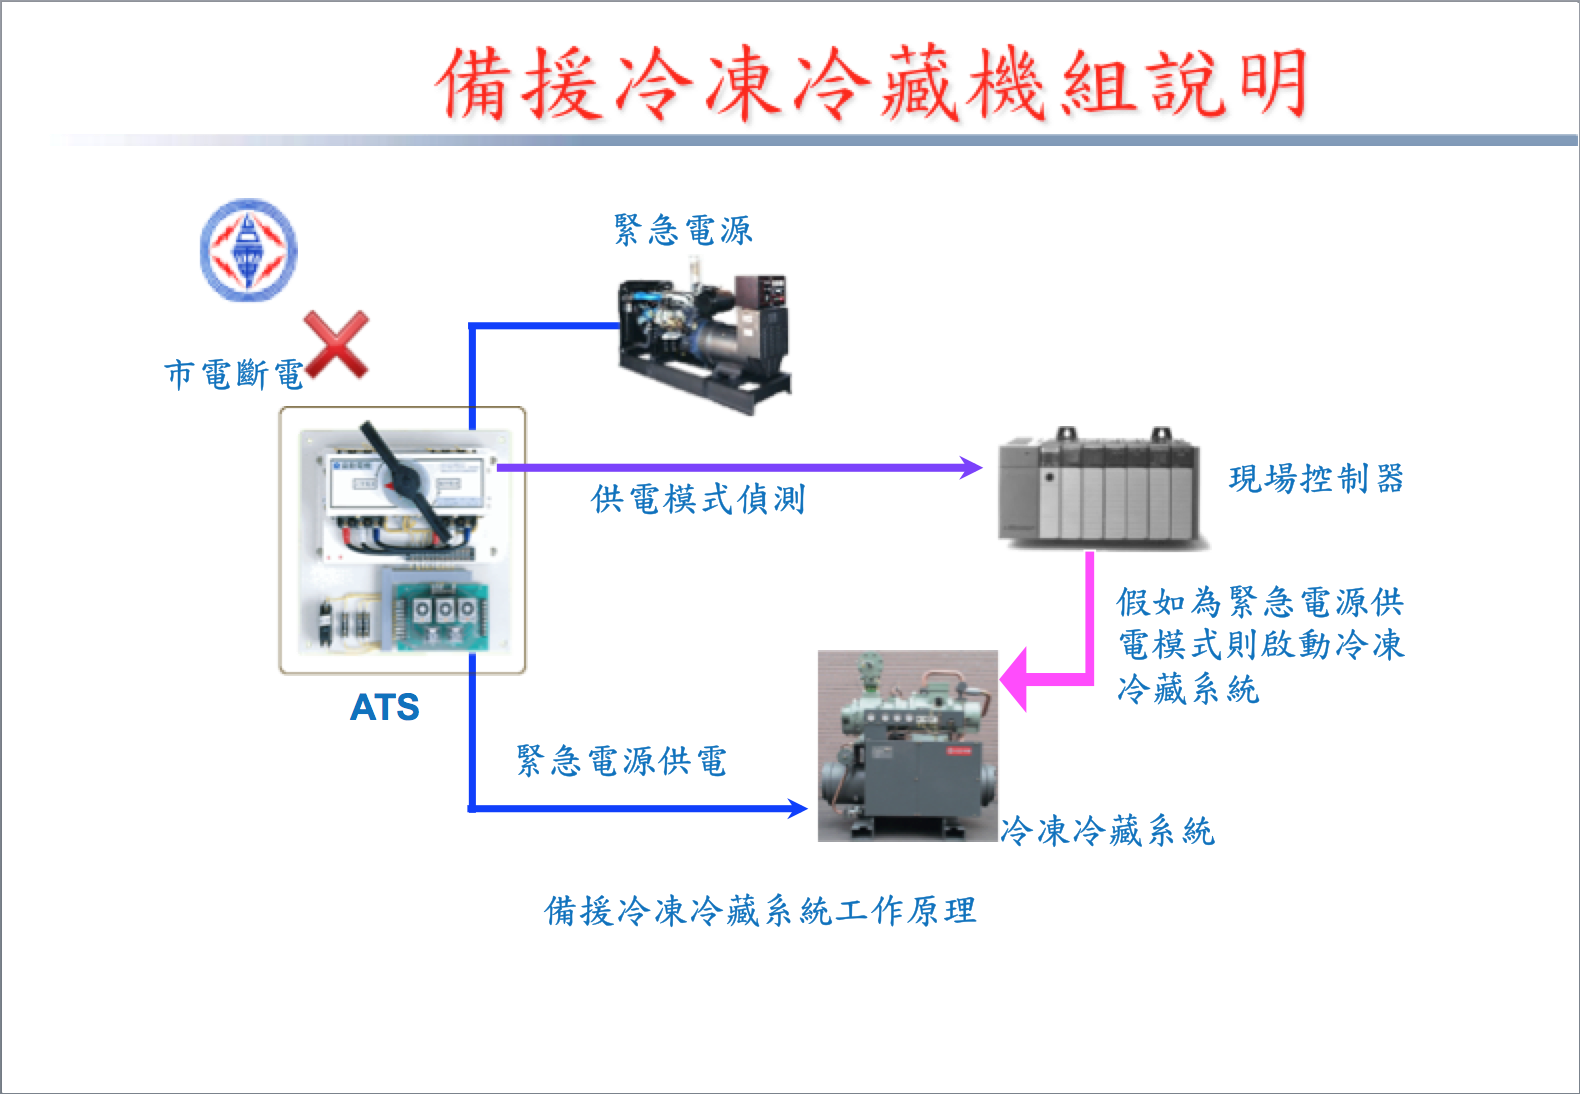 備援冷凍冷藏機組說明
緊急電源
市電斷電
供電模式偵測
現場控制器
假如為緊急電源供
電模式則啟動冷凍
冷藏系統
ATS
緊急電源供電
冷凍冷藏系統
備援冷凍冷藏系統工作原理